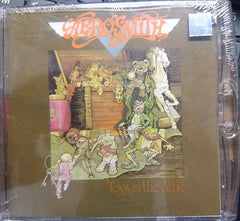 AEROSMITH
Toys in the Attic